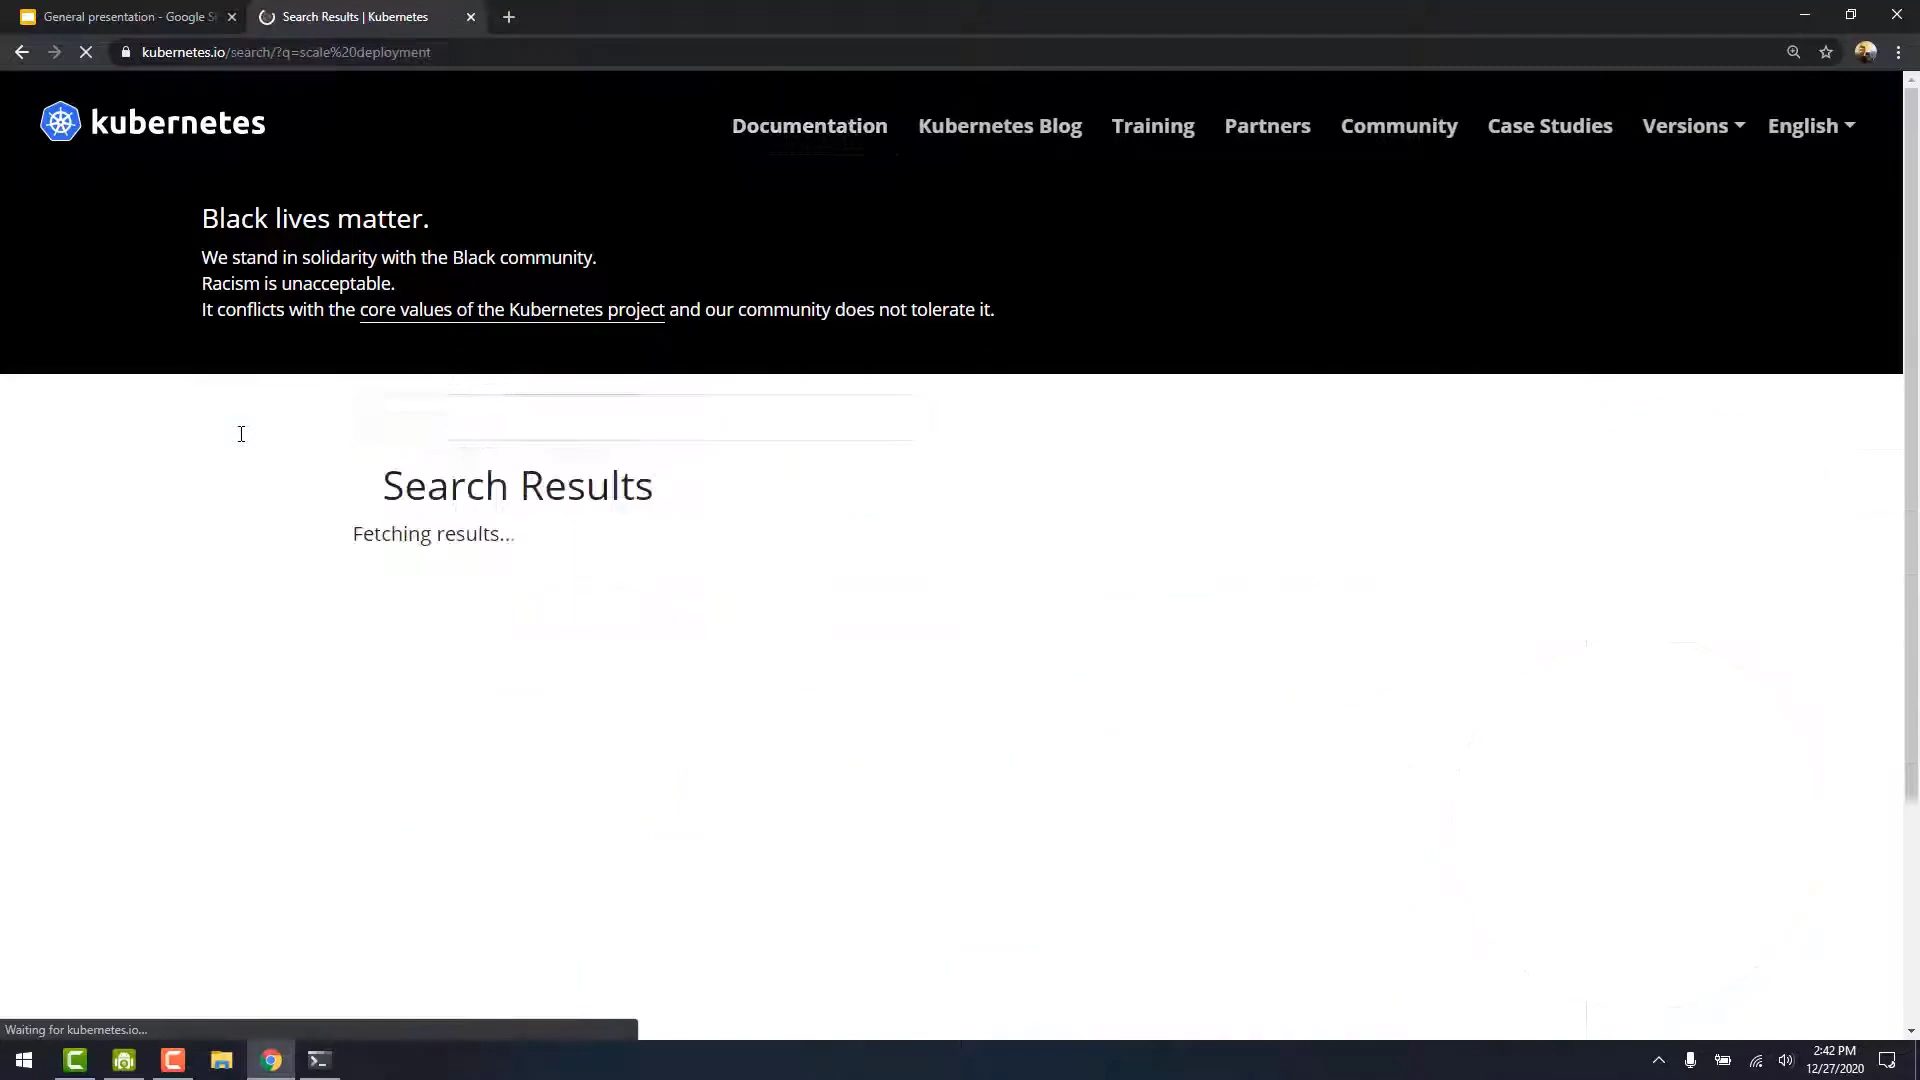 General presentation - Google S
Search Results | Kubernetes
kubernetes.io/search/?q=scale%20deployment
kubernetes
Documentation
Kubernetes Blog
Training
Partners
Community
Case Studies
Versions
English
Black lives matter.
We stand in solidarity with the Black community.
Racism is unacceptable.
It conflicts with the core values of the Kubernetes project and our community does not tolerate it.
Search Results
Fetching results...
Waiting for kubernetes.io...
2:42 PM
12/27/2020